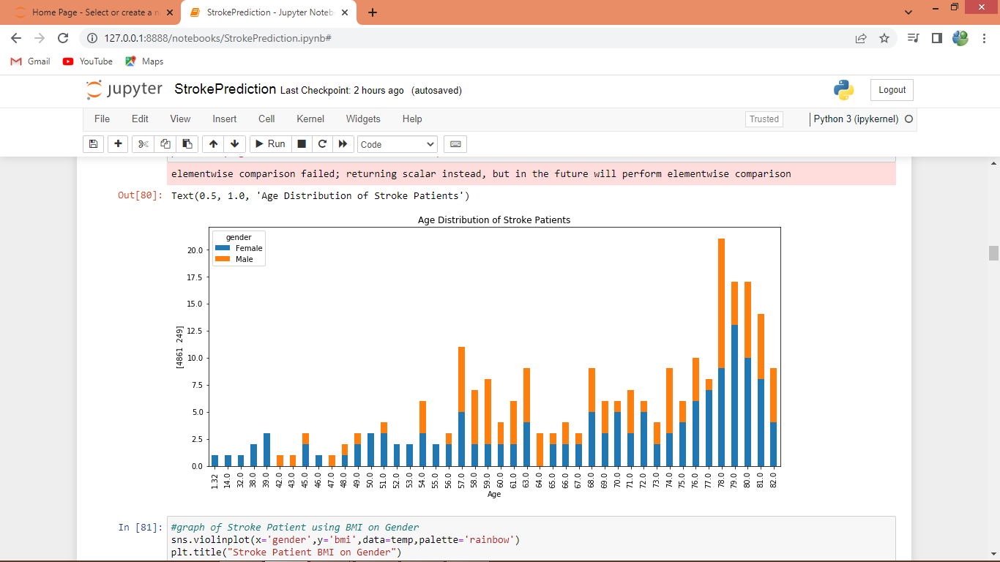 Home Page - Select or create a n
StrokePrediction - Jupyter Noteb
127.0.0.1:8888/notebooks/StrokePrediction.ipynb#
Gmail YouTube Maps
jupyter StrokePrediction Last Checkpoint: 2 hours ago (autosaved) Logout
File Edit View Insert Cell Kernel Widgets Help Trusted Python 3 (ipykernel)
Run Code
elementwise comparison failed; returning scalar instead, but in the future will perform elementwise comparison
Out[80]: Text(0.5, 1.0, 'Age Distribution of Stroke Patients')
Age Distribution of Stroke Patients
gender
Female
Male
20.0
17.5
15.0
12.5
10.0
7.5
5.0
2.5
0.0
[4861 249]
1.32 14.0 32.0 38.0 39.0 42.0 43.0 45.0 46.0 47.0 48.0 49.0 50.0 51.0 52.0 53.0 54.0 55.0 56.0 57.0 58.0 59.0 60.0 61.0 63.0 64.0 65.0 66.0 67.0 68.0 69.0 70.0 71.0 72.0 73.0 74.0 75.0 76.0 77.0 78.0 79.0 80.0 81.0 82.0
Age
In [81]: #graph of Stroke Patient using BMI on Gender
sns.violinplot(x='gender',y='bmi',data=temp,palette='rainbow')
plt.title("Stroke Patient BMI on Gender")